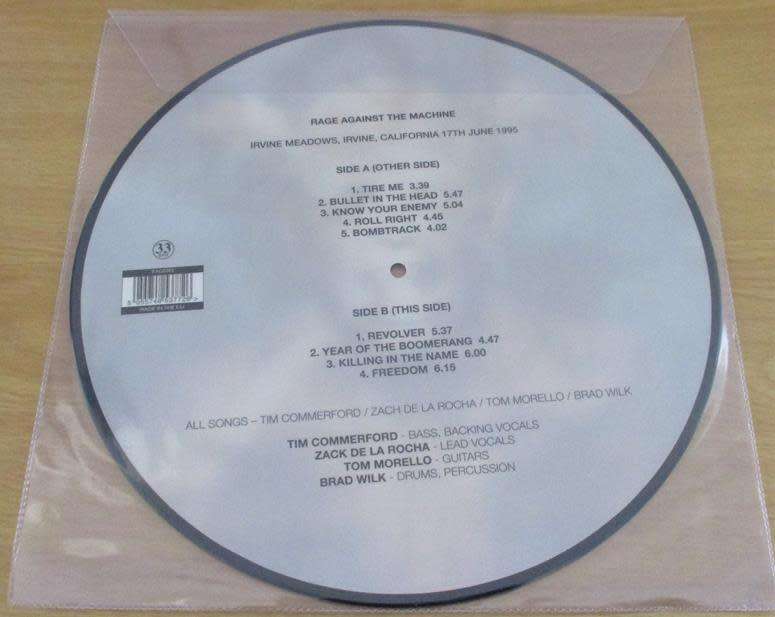 RAGE AGAINST THE MACHINE
IRVINE MEADOWS, IRVINE, CALIFORNIA 17TH JUNE 1995
SIDE A (OTHER SIDE)
1. TIRE ME 3.39
2. BULLET IN THE HEAD 5.47
3. KNOW YOUR ENEMY 5.04
4. ROLL RIGHT 4.45
5. BOMBTRACK 4.02
33
MADE IN THE E.U
SIDE B (THIS SIDE)
1. REVOLVER 5.37
2. YEAR OF THE BOOMERANG 4.47
3. KILLING IN THE NAME 6.00
4. FREEDOM 6.15
ALL SONGS – TIM COMMERFORD / ZACH DE LA ROCHA / TOM MORELLO / BRAD WILK
TIM COMMERFORD - BASS, BACKING VOCALS
ZACK DE LA ROCHA - LEAD VOCALS
TOM MORELLO - GUITARS
BRAD WILK - DRUMS, PERCUSSION